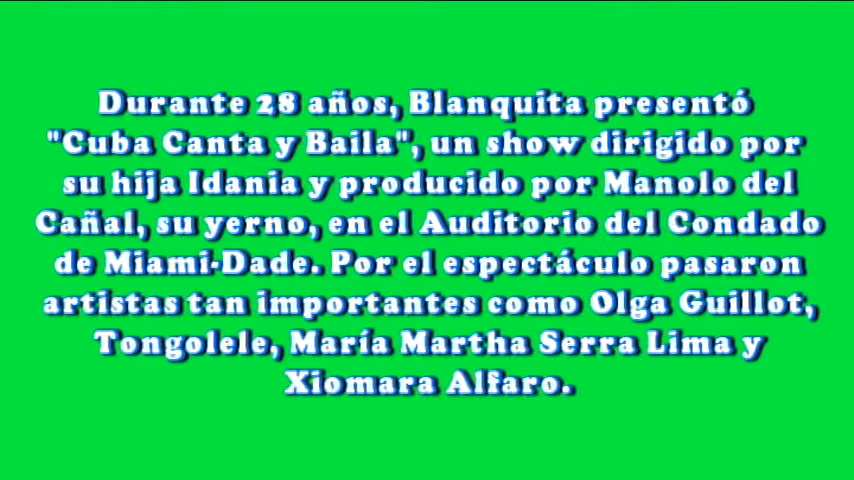 Durante 28 años, Blanquita presentó
"Cuba Canta y Baila", un show dirigido por
su hija Idania y producido por Manolo del
Cañal, su yerno, en el Auditorio del Condado
de Miami-Dade. Por el espectáculo pasaron
artistas tan importantes como Olga Guillot,
Tongolele, María Martha Serra Lima y
Xiomara Alfaro.